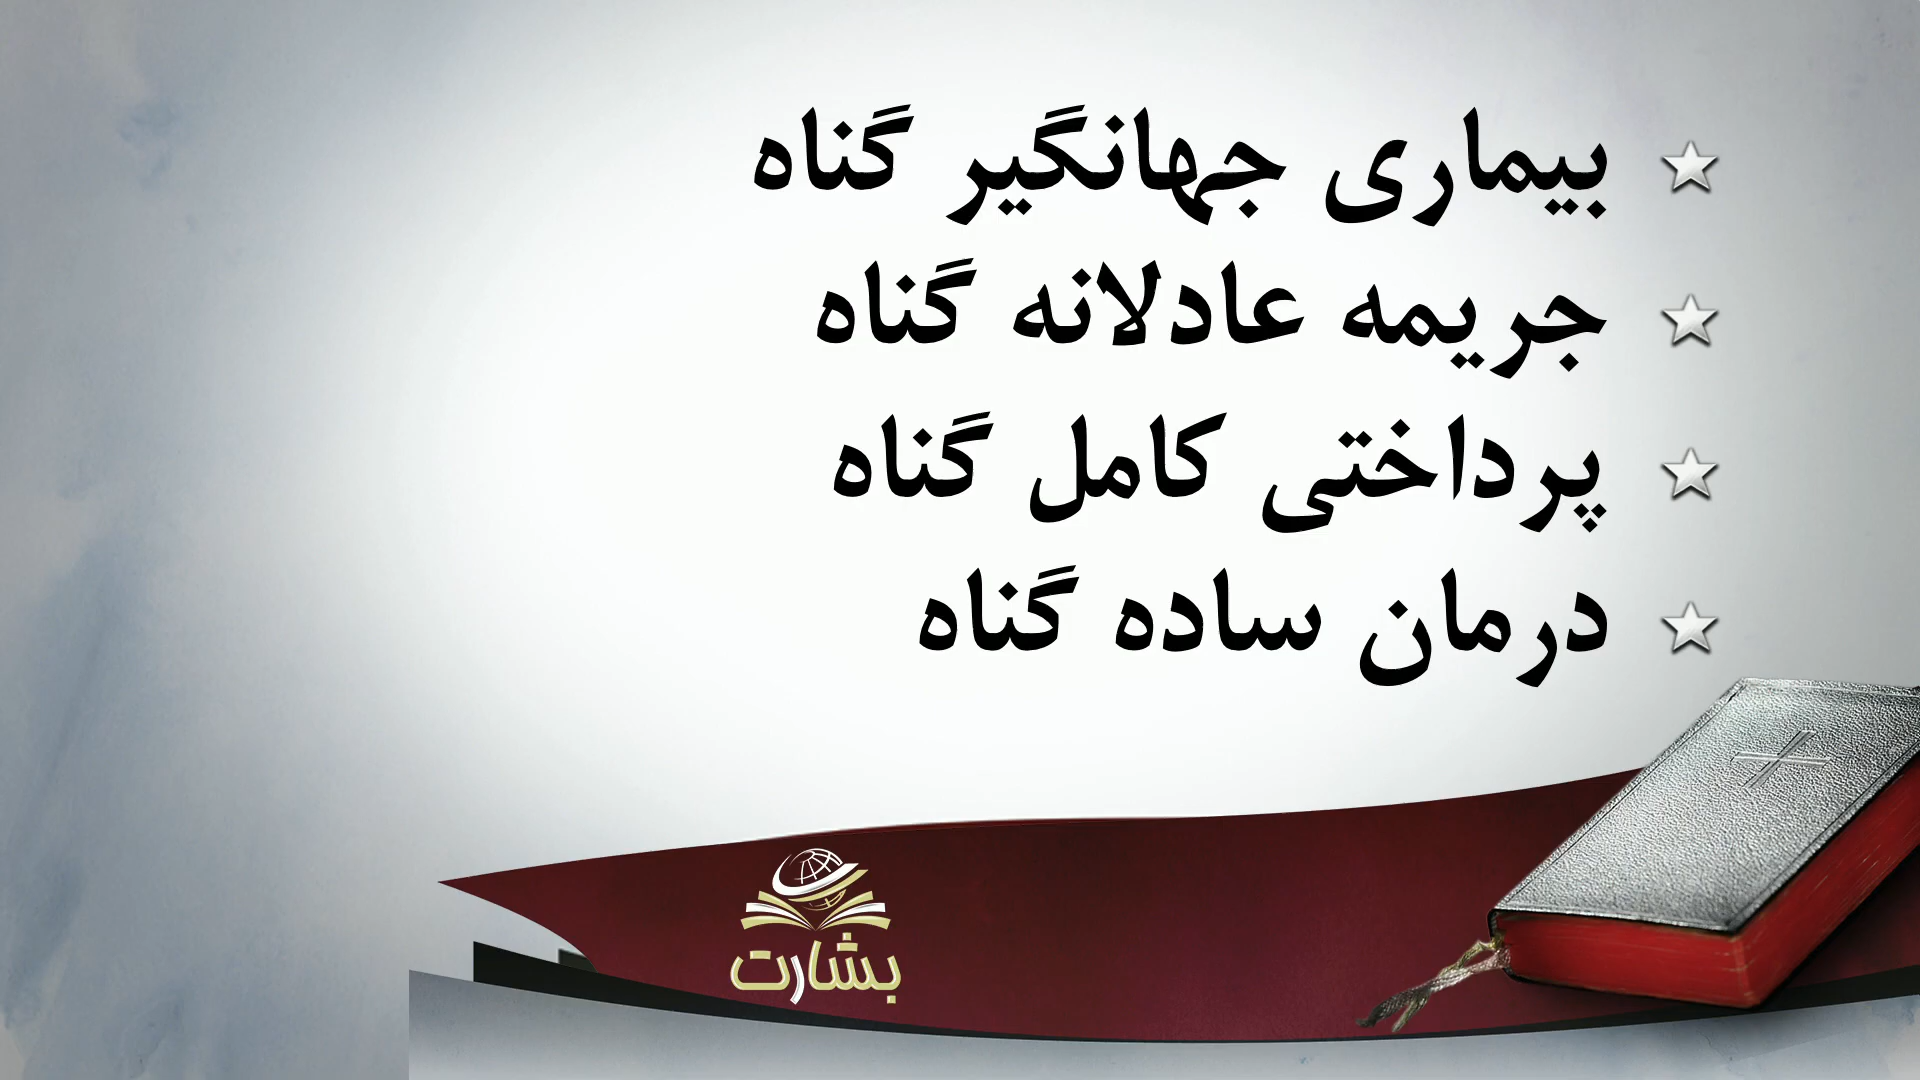 بیماری جهانگیر گناه
جریمه عادلانه گناه
پرداختی کامل گناه
درمان ساده گناه
بشارت